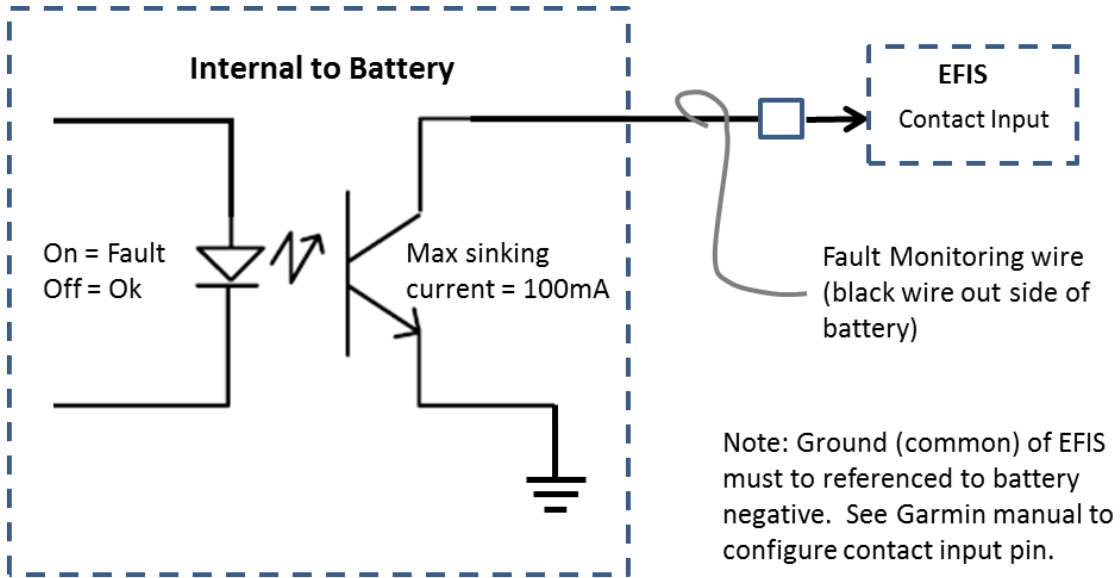 Internal to Battery
EFIS
Contact Input
On = Fault
Off = Ok
Max sinking
current = 100mA
Fault Monitoring wire
(black wire out side of
battery)
Note: Ground (common) of EFIS
must to referenced to battery
negative.  See Garmin manual to
configure contact input pin.